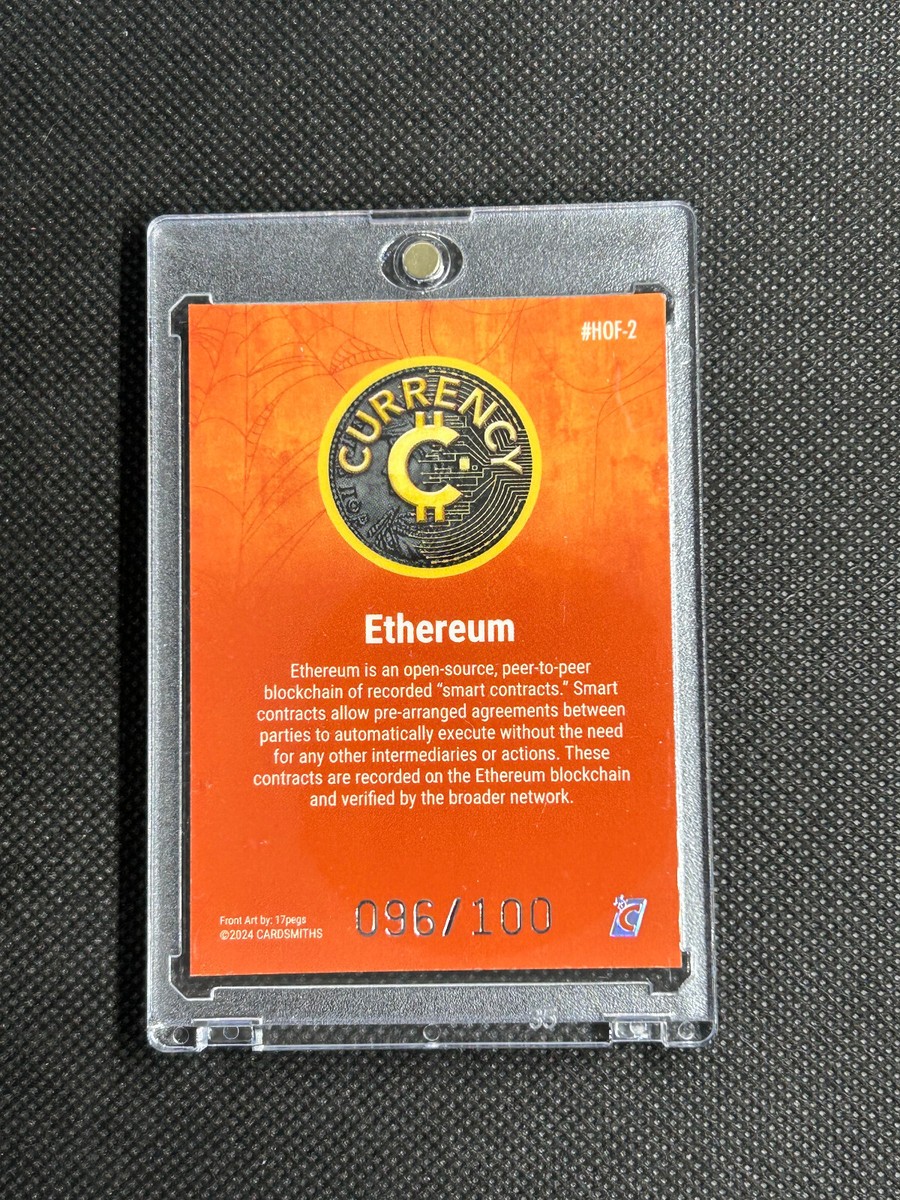 #HOF-2
CURRENCY
Ethereum
Ethereum is an open-source, peer-to-peer
blockchain of recorded “smart contracts.” Smart
contracts allow pre-arranged agreements between
parties to automatically execute without the need
for any other intermediaries or actions. These
contracts are recorded on the Ethereum blockchain
and verified by the broader network.
Front Art by: 17pegs
©2024 CARDSMITHS
096/100